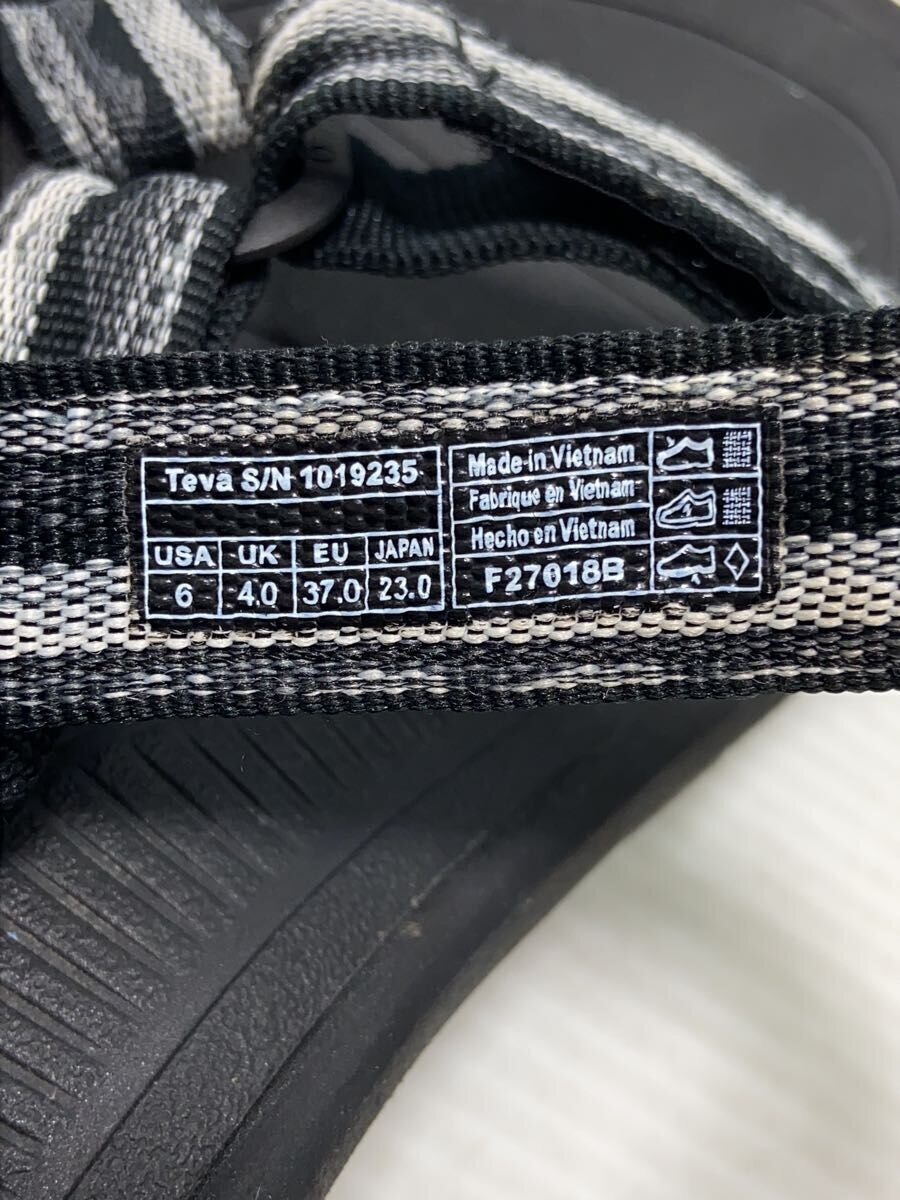 Teva S/N 1019235
USA UK EU JAPAN
6 4.0 37.0 23.0
Made in Vietnam
Fabrique en Vietnam
Hecho en Vietnam
F27018B